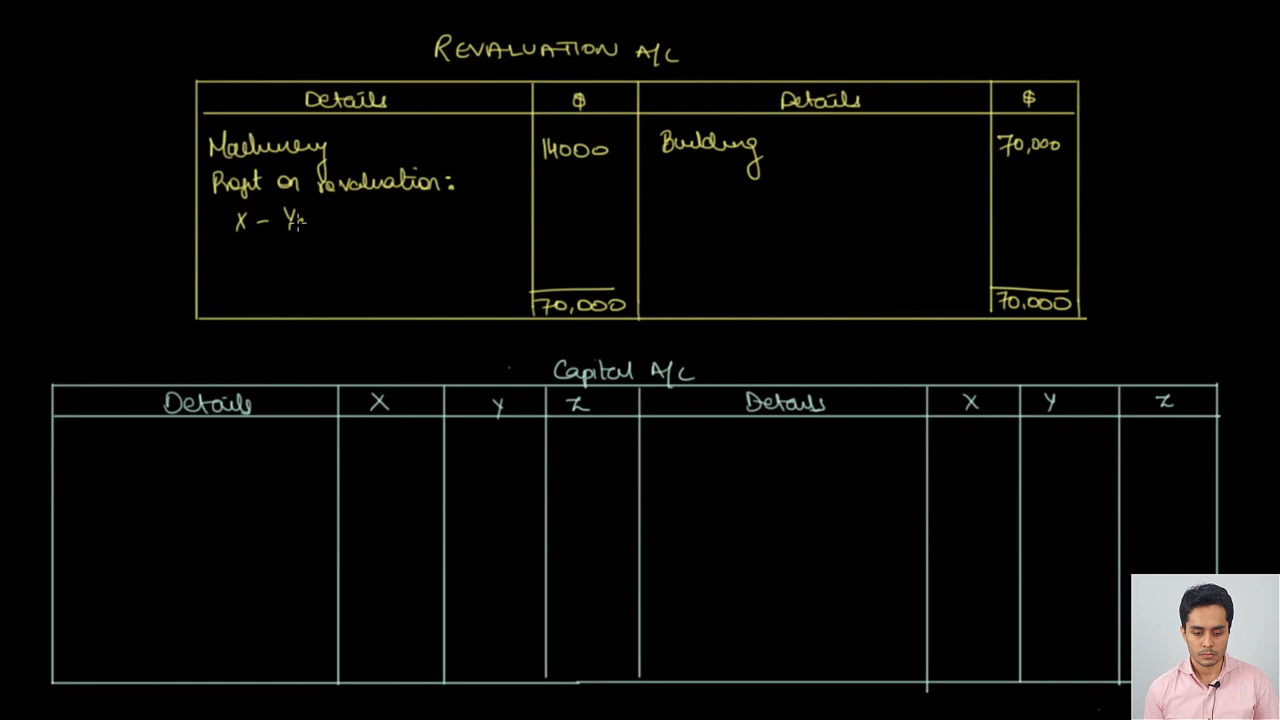 REVALUATION A/C
Details $ Details $
Machinery 14000 Building 70,000
Profit on revaluation:
X -
70,000 70,000
Capital A/C
Details X Y Z Details X Y Z